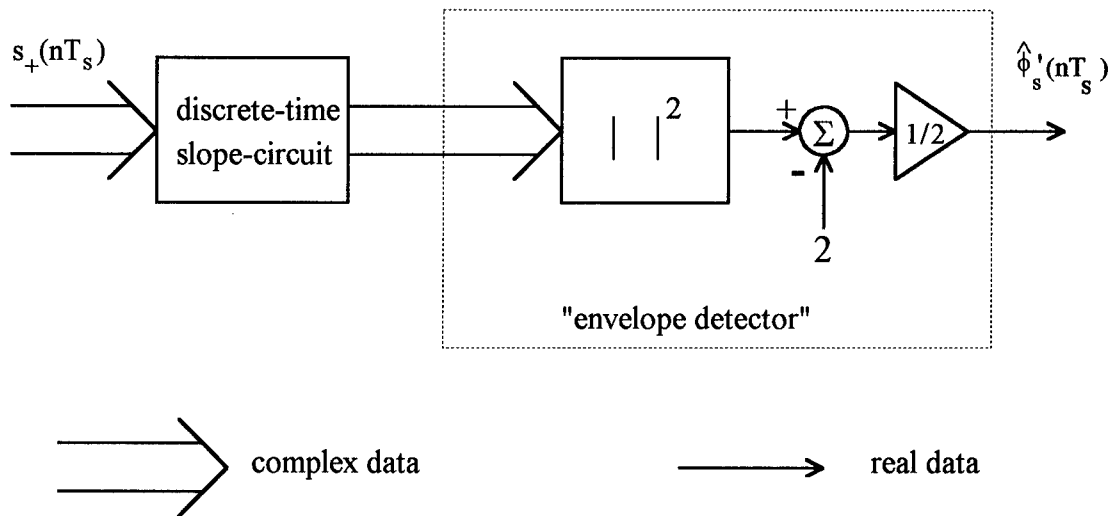 s₊(nTₛ)
discrete-time
slope-circuit
| |²
+
Σ
-
2
1/2
ϕ̂ₛ'(nTₛ)
"envelope detector"
complex data
real data